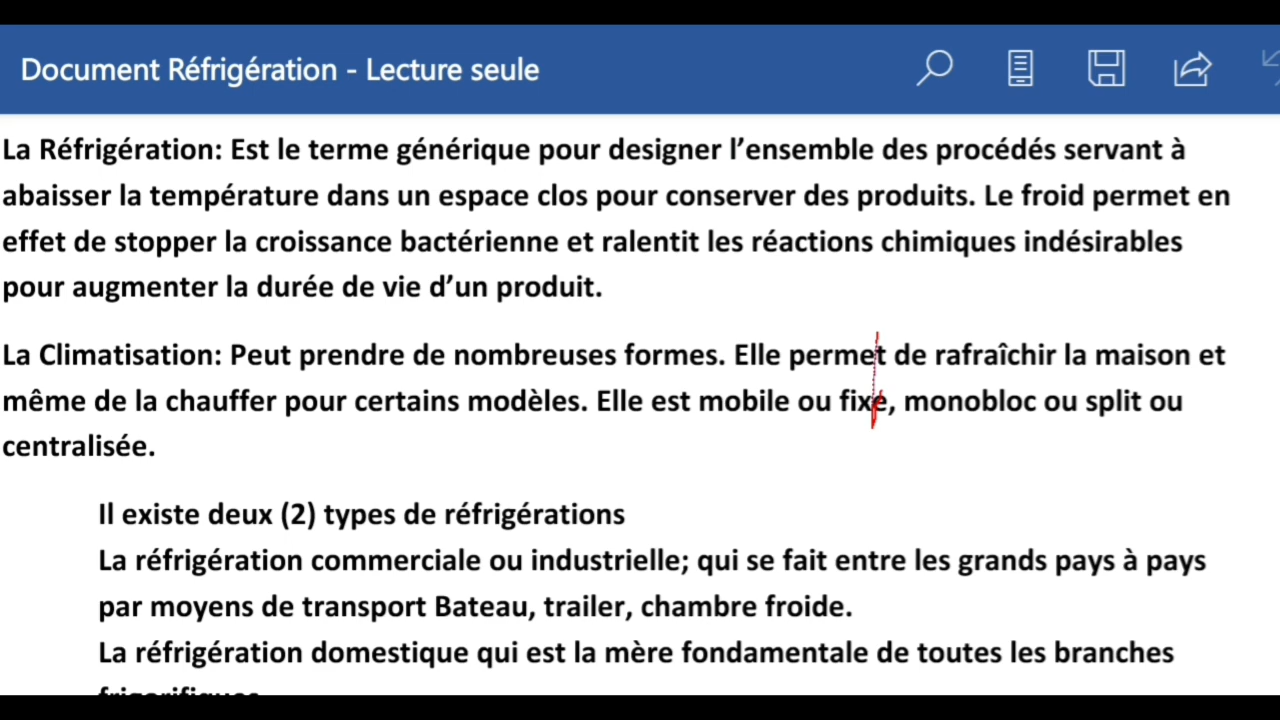 Document Réfrigération - Lecture seule
La Réfrigération: Est le terme générique pour designer l’ensemble des procédés servant à
abaisser la température dans un espace clos pour conserver des produits. Le froid permet en
effet de stopper la croissance bactérienne et ralentit les réactions chimiques indésirables
pour augmenter la durée de vie d’un produit.
La Climatisation: Peut prendre de nombreuses formes. Elle permet de rafraîchir la maison et
même de la chauffer pour certains modèles. Elle est mobile ou fixe, monobloc ou split ou
centralisée.
Il existe deux (2) types de réfrigérations
La réfrigération commerciale ou industrielle; qui se fait entre les grands pays à pays
par moyens de transport Bateau, trailer, chambre froide.
La réfrigération domestique qui est la mère fondamentale de toutes les branches